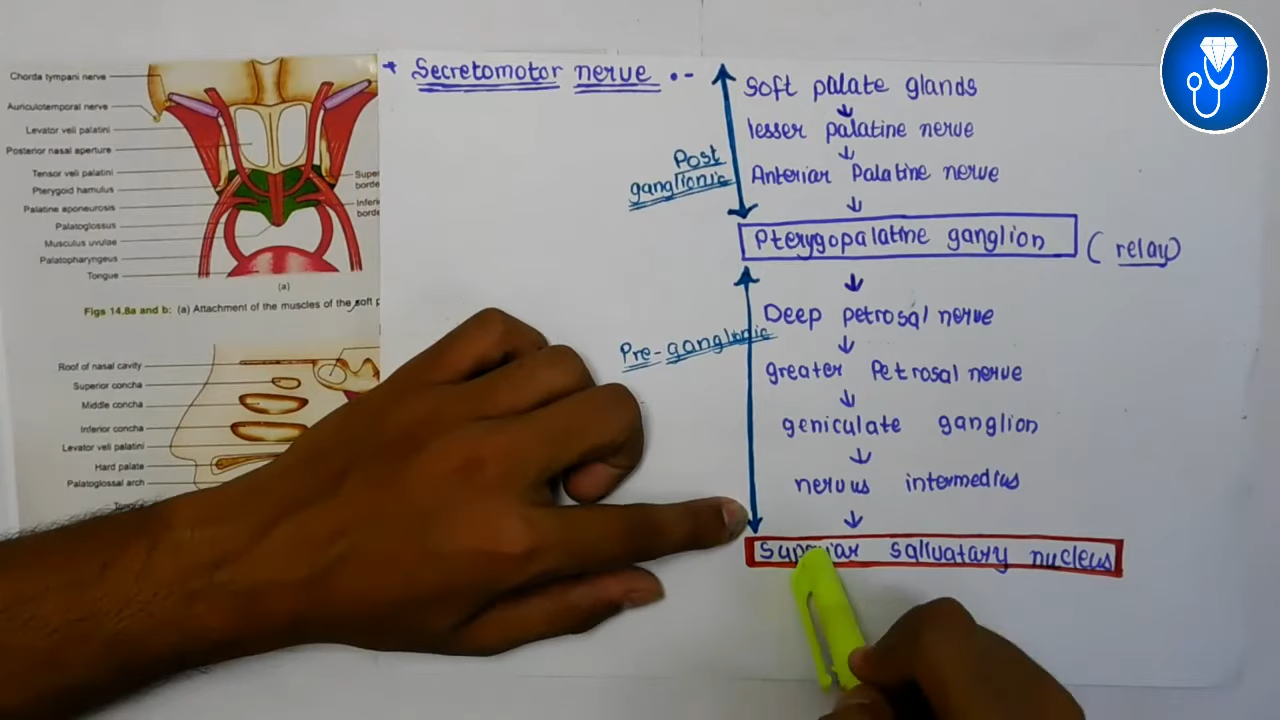 Chorda tympani nerve
Auriculotemporal nerve
Levator veli palatini
Posterior nasal aperture
Tensor veli palatini
Pterygoid hamulus
Palatine aponeurosis
Palatoglossus
Musculus uvulae
Palatopharyngeus
Tongue
(a)
Figs 14.8a and b: (a) Attachment of the muscles of the soft
Roof of nasal cavity
Superior concha
Middle concha
Inferior concha
Levator veli palatini
Hard palate
Palatoglossal arch
* Secretomotor nerve :-
Post
ganglionic
Pre-ganglionic
Soft palate glands
lesser palatine nerve
Anteriar Palatine nerve
Pterygopalatine ganglion
(relay)
Deep petrosal nerve
greater Petrosal nerve
geniculate ganglion
nervus intermedius
salivatary nucleus